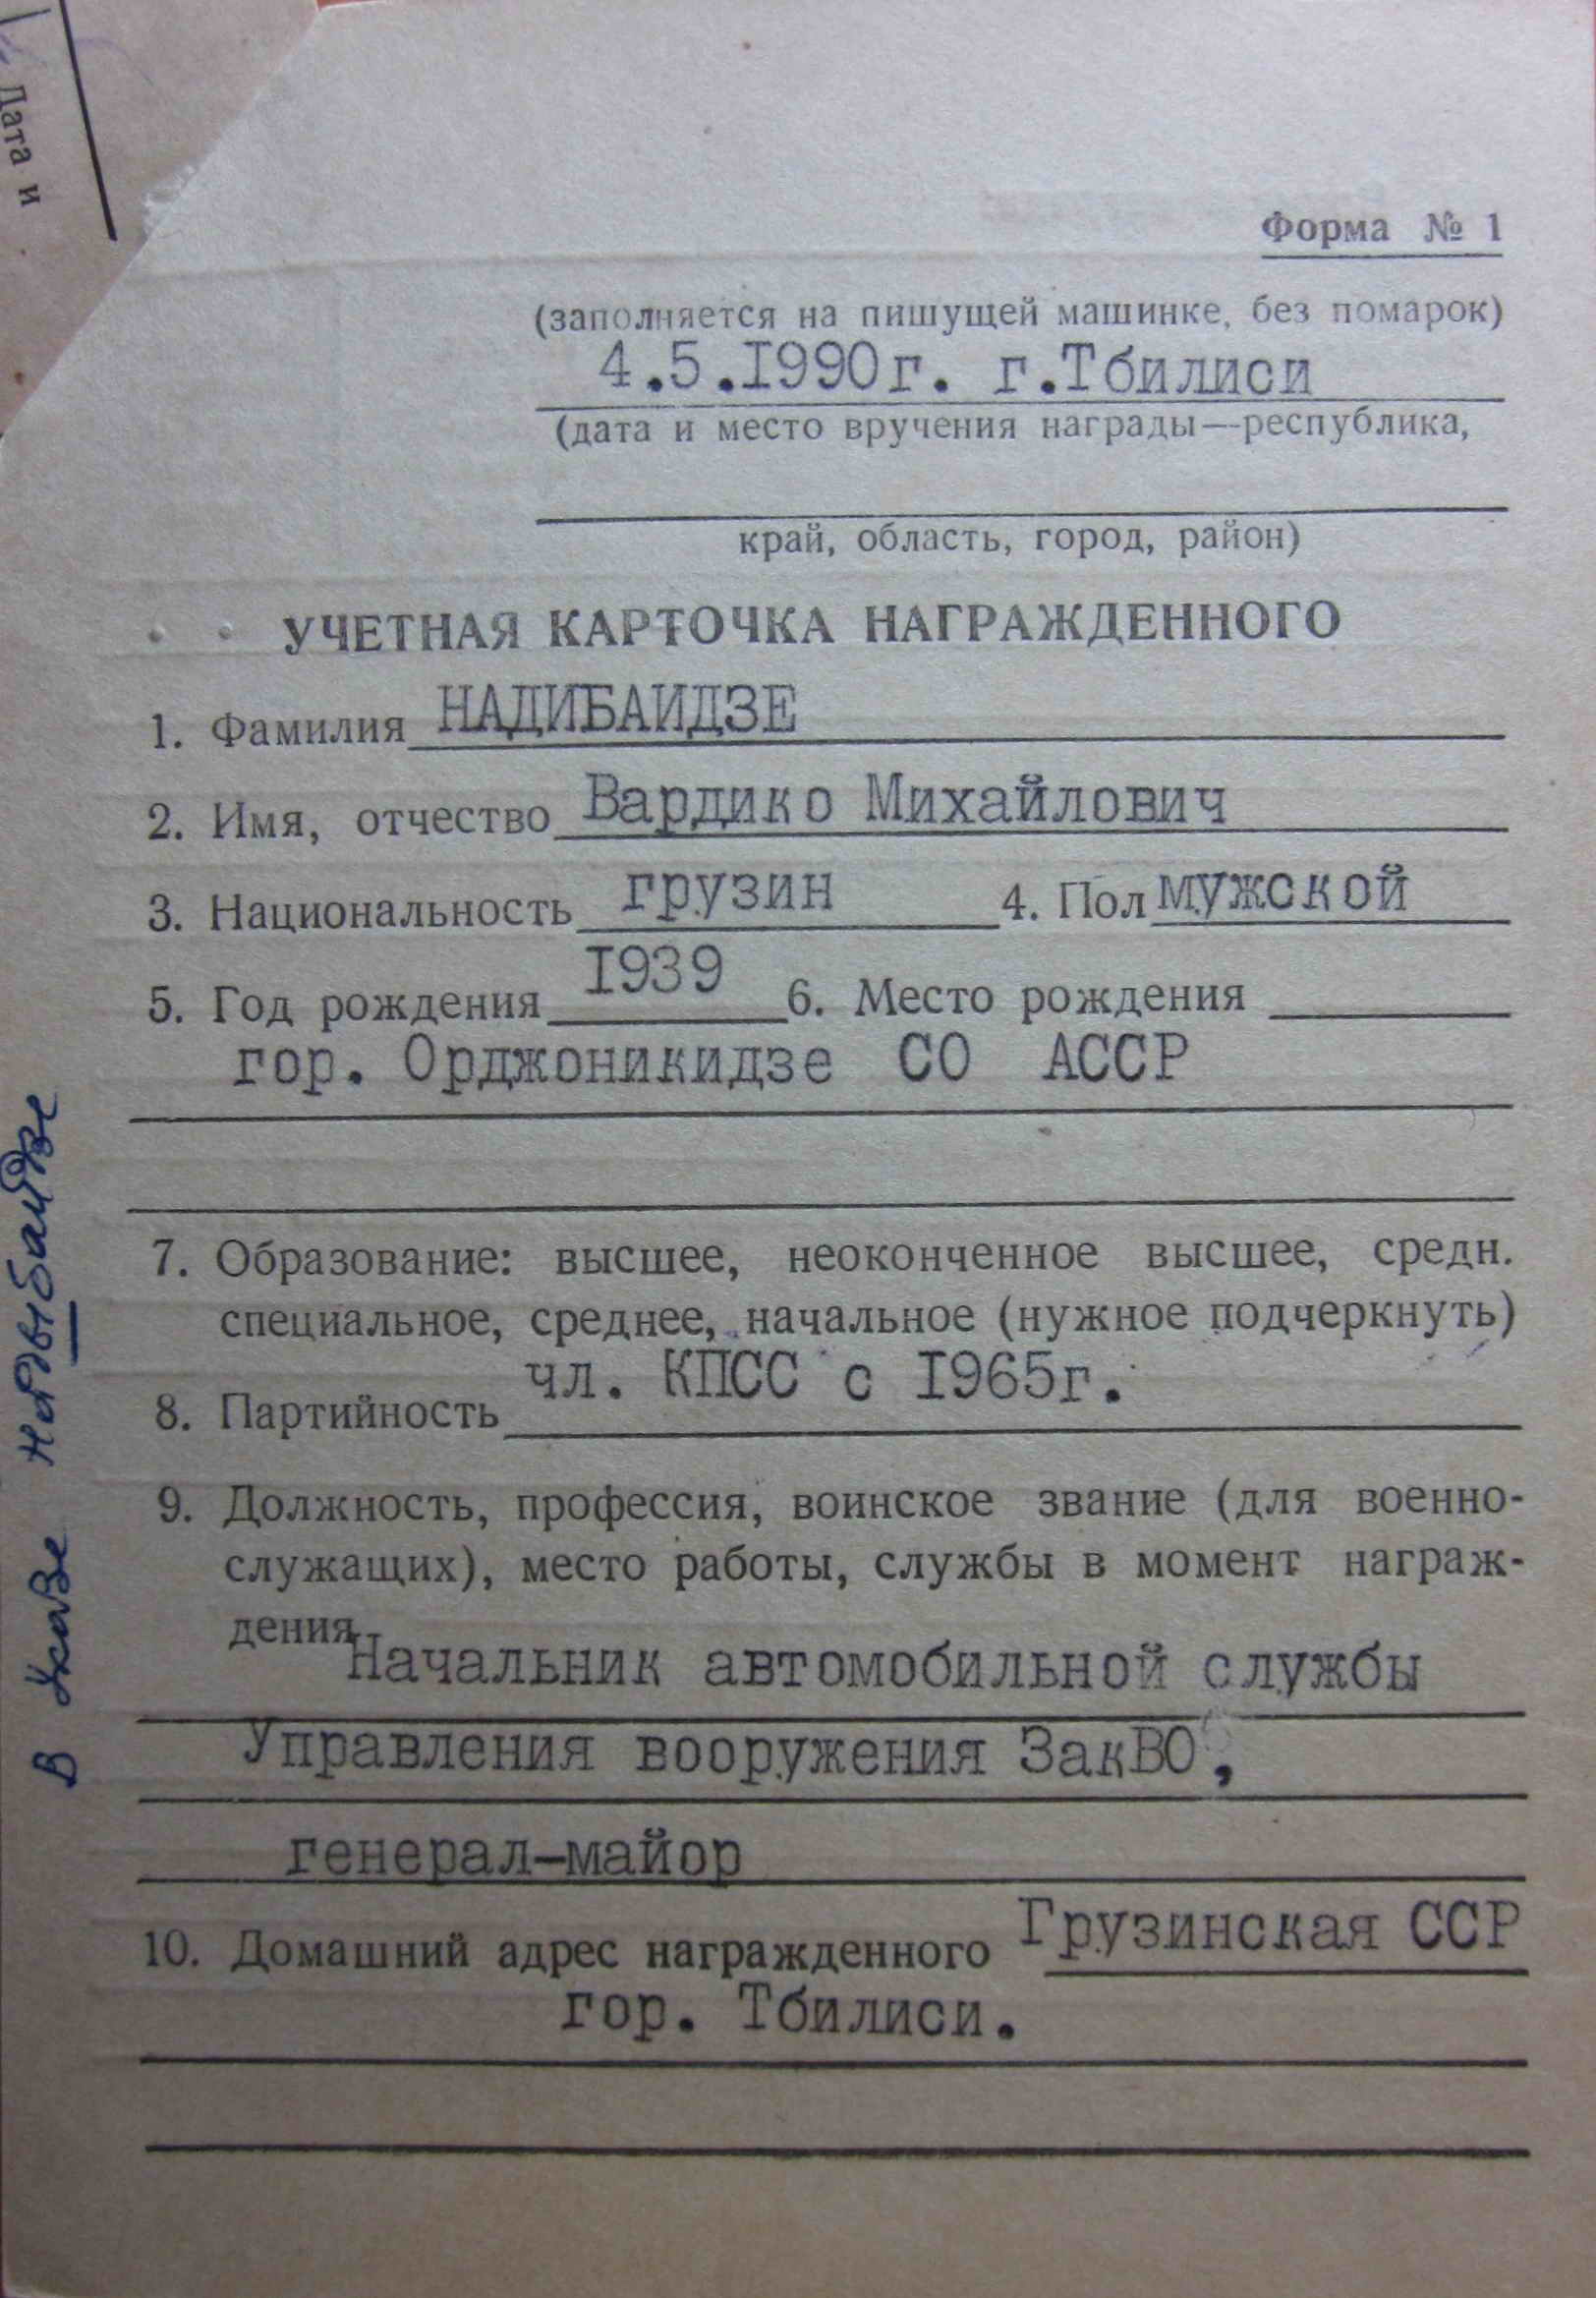 Дата и
Форма № 1
(заполняется на пишущей машинке, без помарок)
4.5.1990г. г.Тбилиси
(дата и место вручения награды—республика,
край, область, город, район)
УЧЕТНАЯ КАРТОЧКА НАГРАЖДЕННОГО
1. Фамилия НАДИБАИДЗЕ
2. Имя, отчество Вардико Михайлович
3. Национальность грузин 4. Пол мужской
5. Год рождения 1939 6. Место рождения
гор. Орджоникидзе СО АССР
7. Образование: высшее, неоконченное высшее, средн.
специальное, среднее, начальное (нужное подчеркнуть)
8. Партийность чл. КПСС с 1965г.
9. Должность, профессия, воинское звание (для военно-
служащих), место работы, службы в момент награж-
дения Начальник автомобильной службы
Управления вооружения ЗакВО,
генерал-майор
10. Домашний адрес награжденного Грузинская ССР
гор. Тбилиси.
в Указе Надыбаидзе